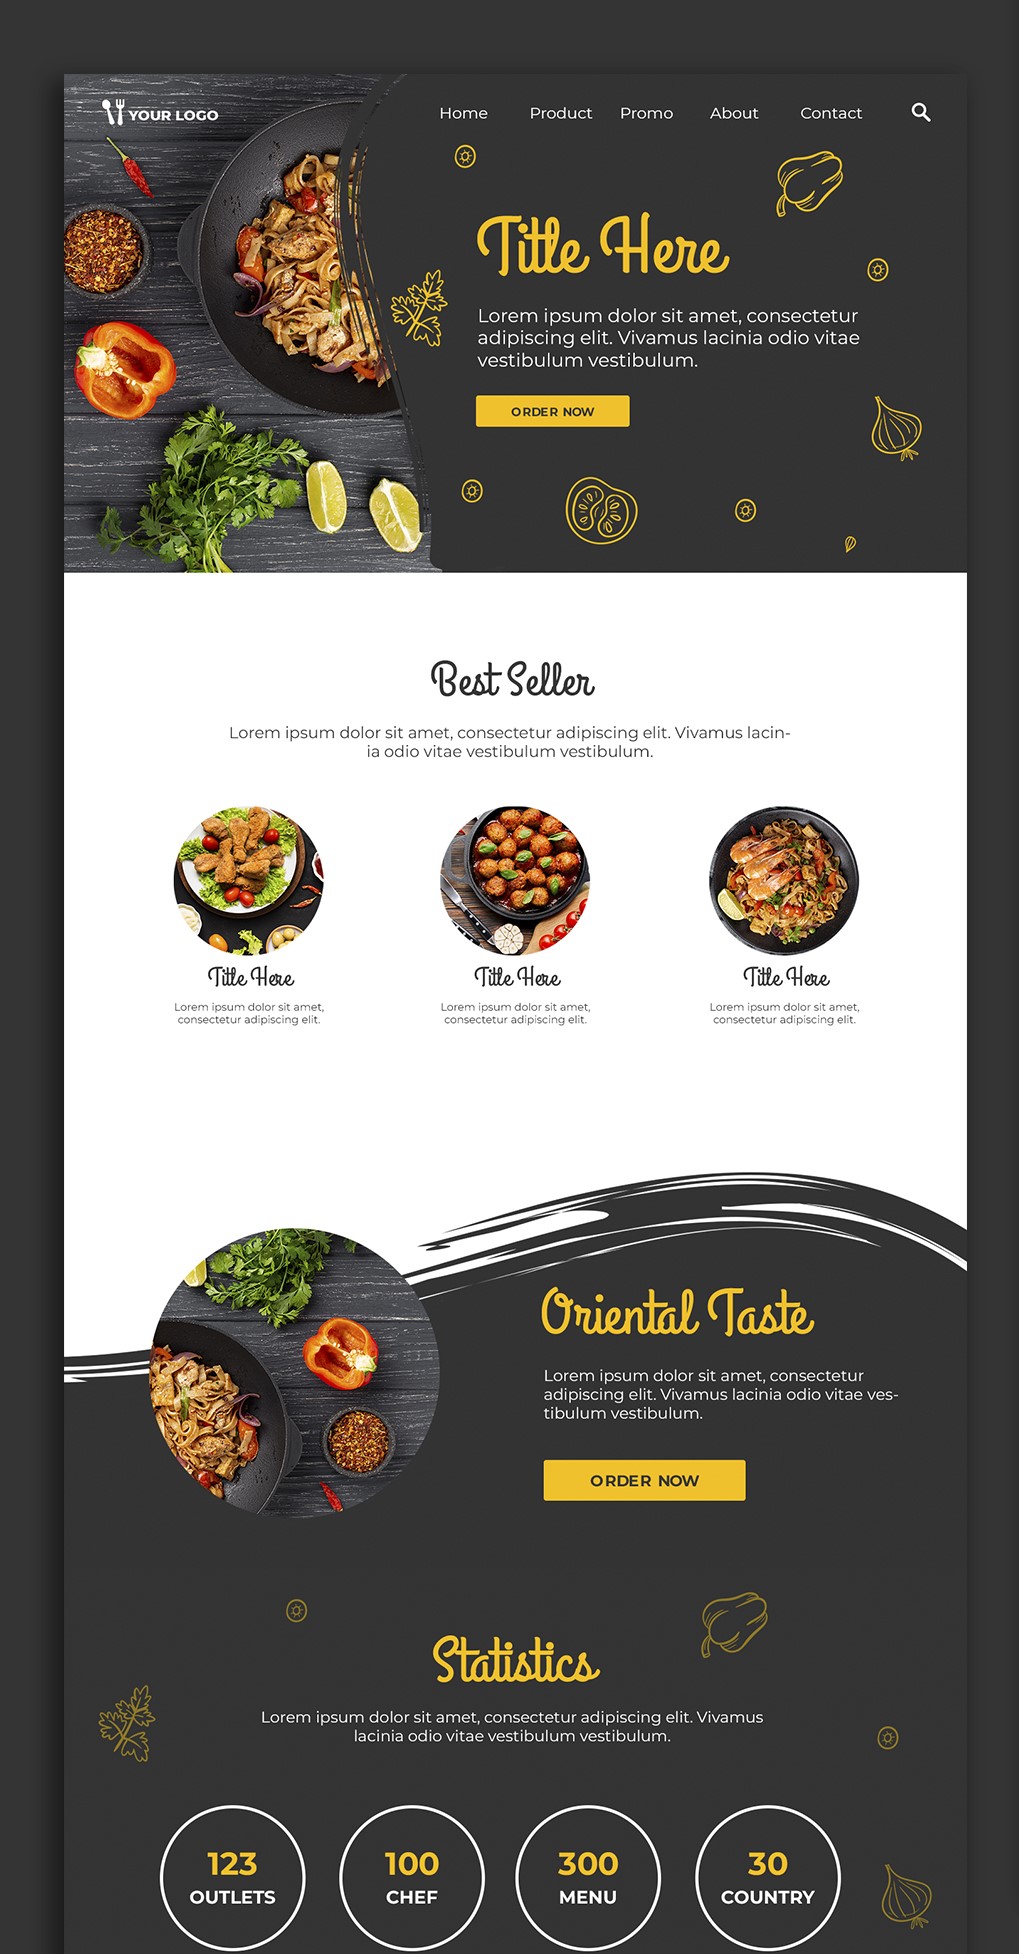 YOUR LOGO
Home Product Promo About Contact
Title Here
Lorem ipsum dolor sit amet, consectetur
adipiscing elit. Vivamus lacinia odio vitae
vestibulum vestibulum.
ORDER NOW
Best Seller
Lorem ipsum dolor sit amet, consectetur adipiscing elit. Vivamus lacin-
ia odio vitae vestibulum vestibulum.
Title Here
Lorem ipsum dolor sit amet,
consectetur adipiscing elit.
Title Here
Lorem ipsum dolor sit amet,
consectetur adipiscing elit.
Title Here
Lorem ipsum dolor sit amet,
consectetur adipiscing elit.
Oriental Taste
Lorem ipsum dolor sit amet, consectetur
adipiscing elit. Vivamus lacinia odio vitae ves-
tibulum vestibulum.
ORDER NOW
Statistics
Lorem ipsum dolor sit amet, consectetur adipiscing elit. Vivamus
lacinia odio vitae vestibulum vestibulum.
123
OUTLETS
100
CHEF
300
MENU
30
COUNTRY